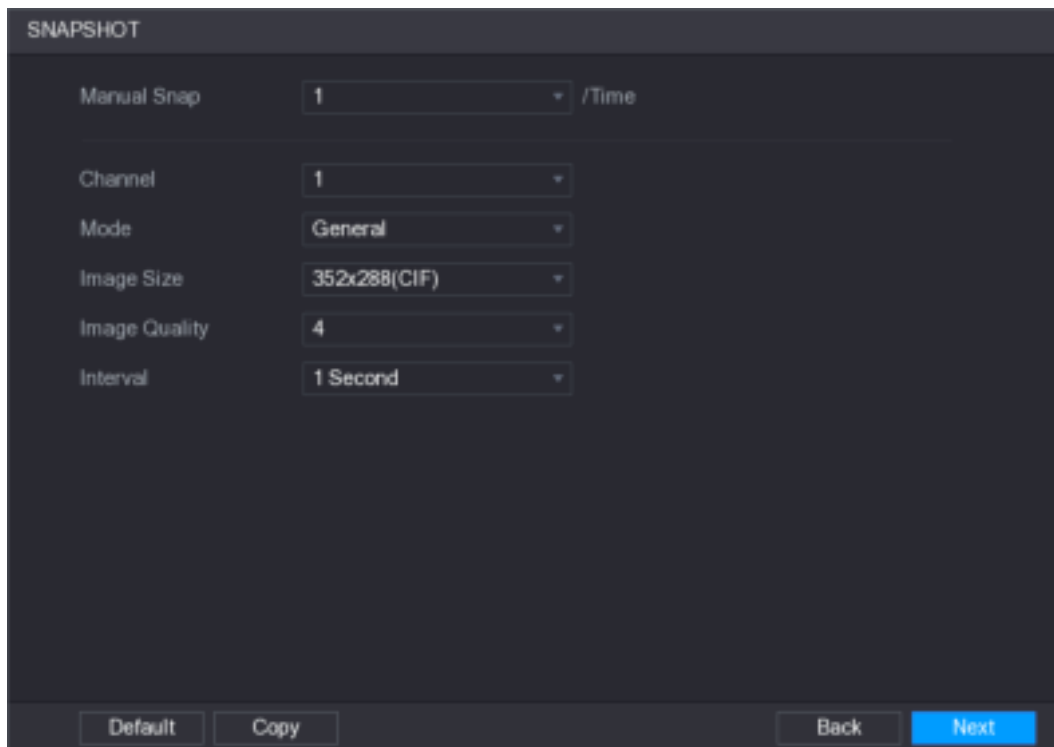 SNAPSHOT
Manual Snap 1 /Time
Channel 1
Mode General
Image Size 352x288(CIF)
Image Quality 4
Interval 1 Second
Default Copy Back Next